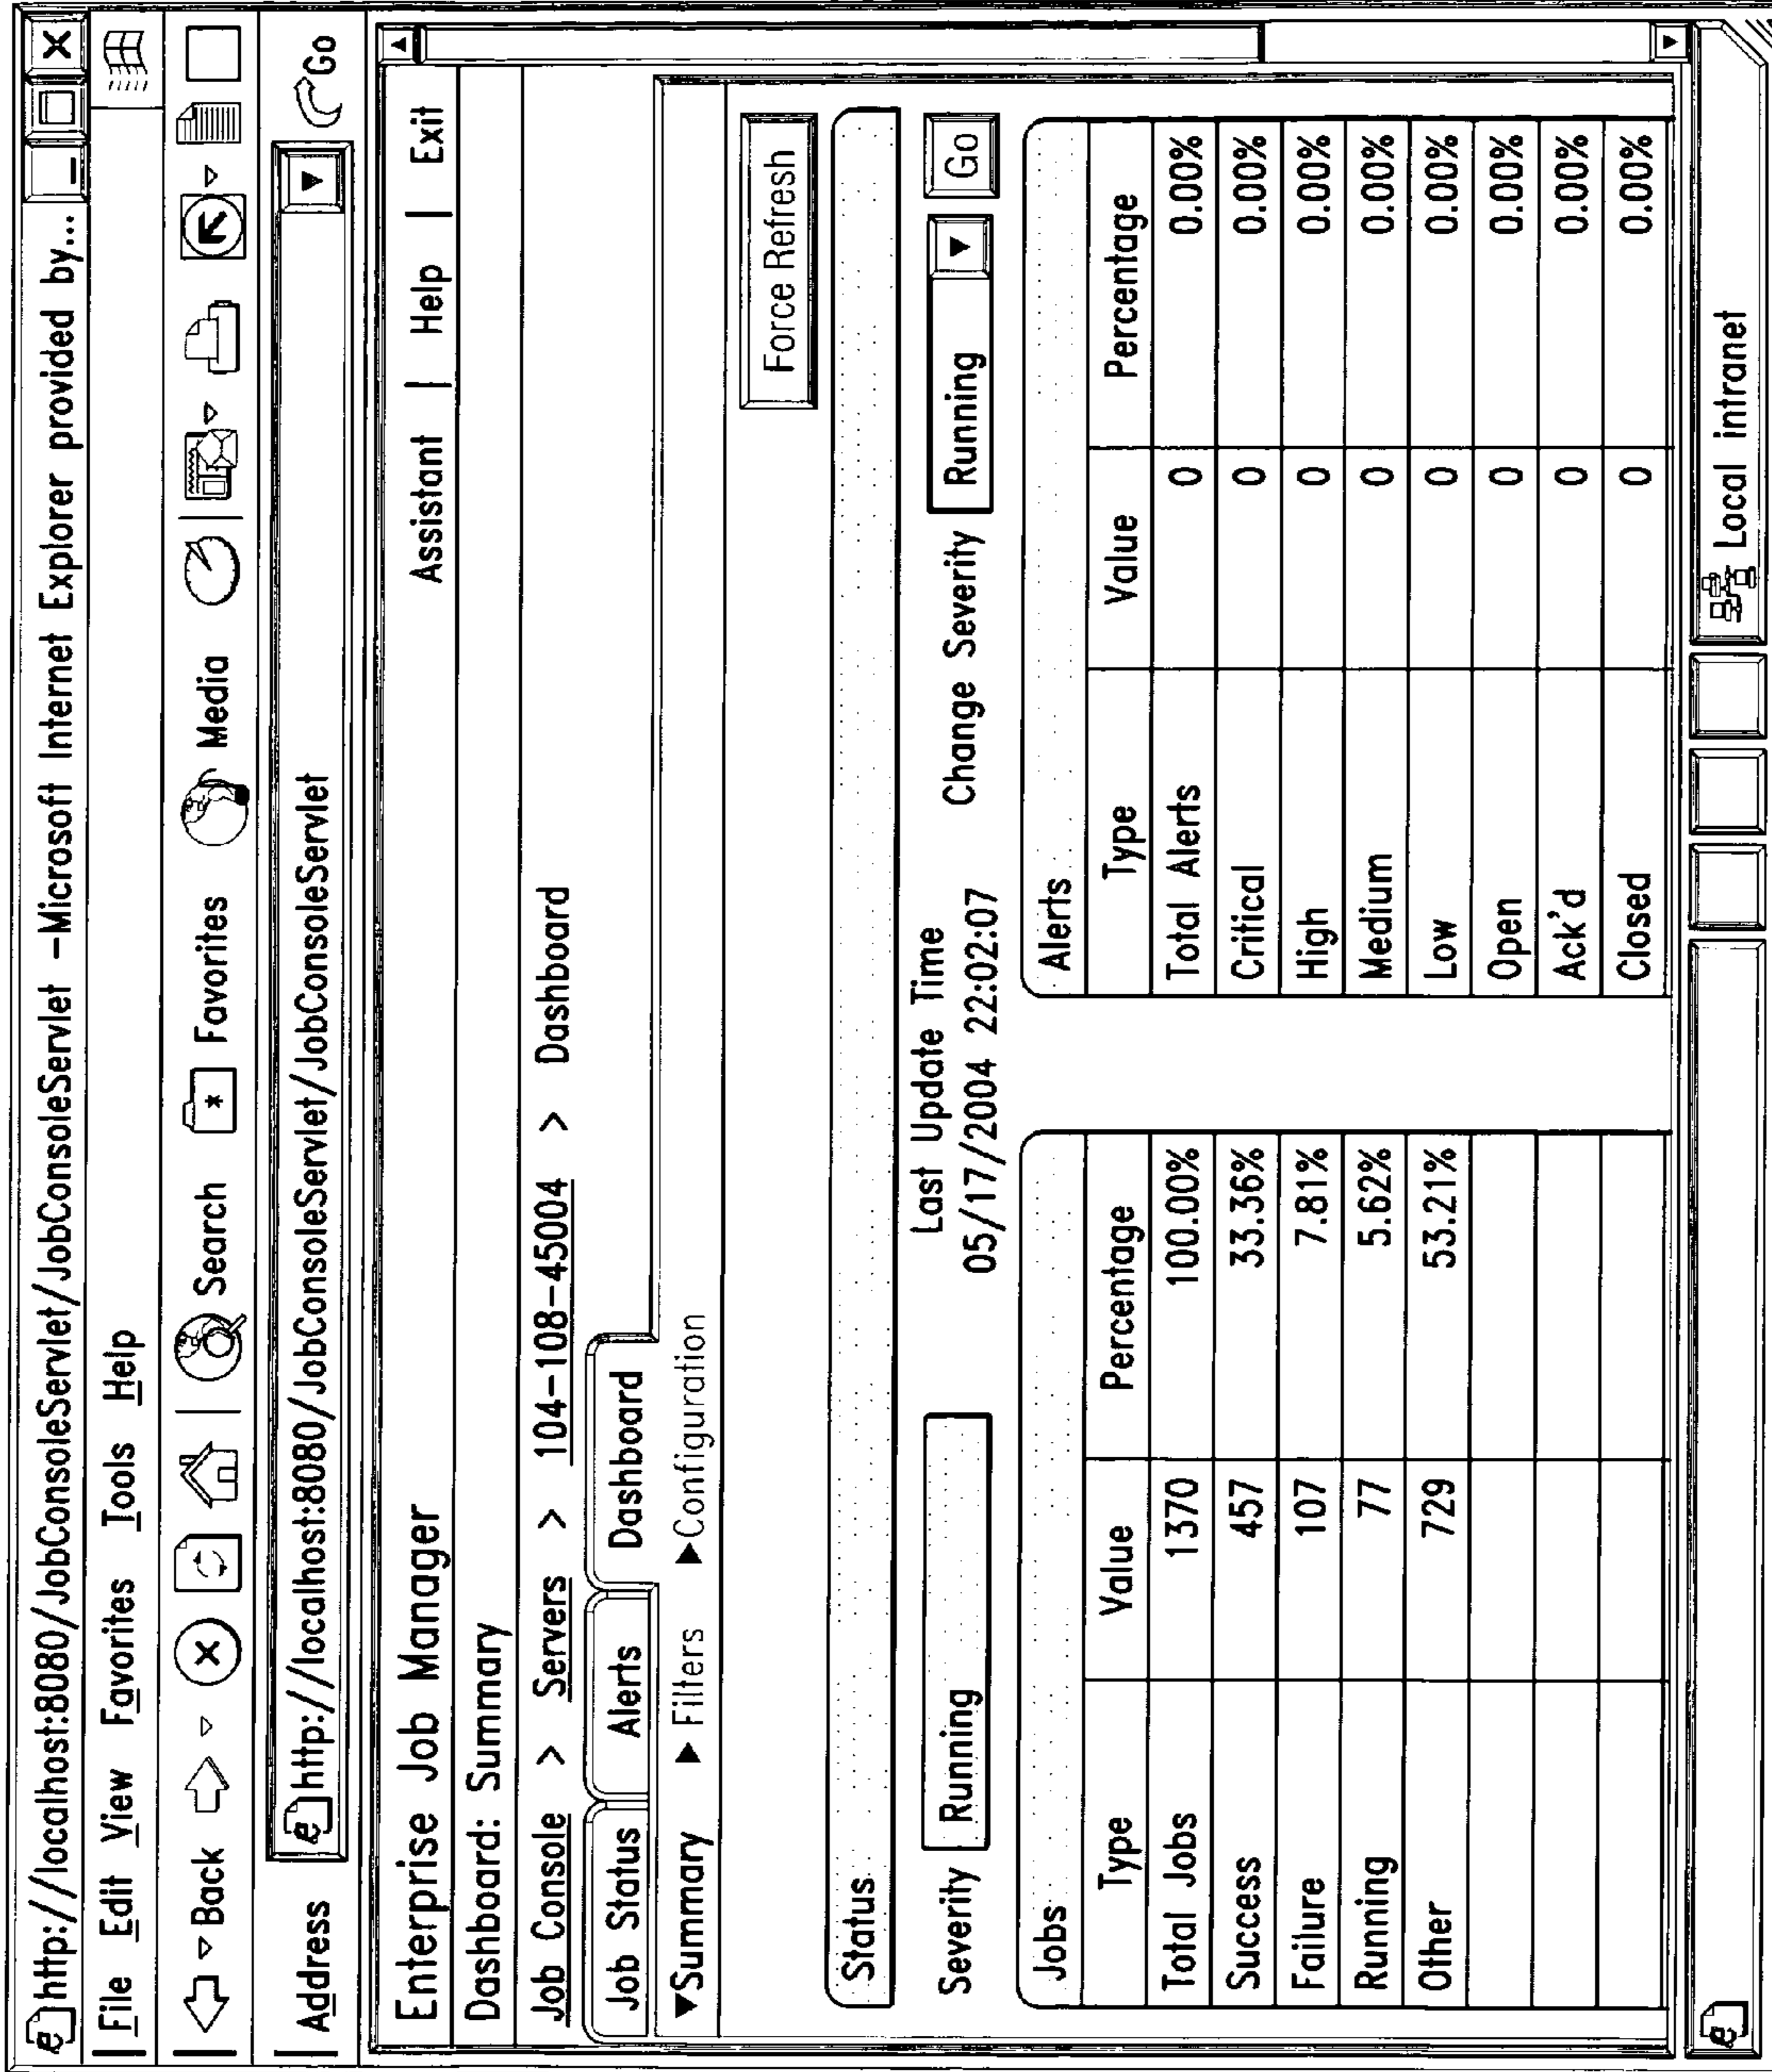 http://localhost:8080/JobConsoleServlet/JobConsoleServlet –Microsoft Internet Explorer provided by...
File Edit View Favorites Tools Help
Back Search Favorites Media
Address http://localhost:8080/JobConsoleServlet/JobConsoleServlet Go
Enterprise Job Manager Assistant | Help | Exit
Dashboard: Summary
Job Console > Servers > 104–108–45004 > Dashboard
Job Status Alerts Dashboard
▼Summary ▶ Filters ▶Configuration
Force Refresh
Status
Last Update Time
Severity Running 05/17/2004 22:02:07 Change Severity Running ▼ Go
Jobs Alerts
Type Value Percentage Type Value Percentage
Total Jobs 1370 100.00% Total Alerts 0 0.00%
Success 457 33.36% Critical 0 0.00%
Failure 107 7.81% High 0 0.00%
Running 77 5.62% Medium 0 0.00%
Other 729 53.21% Low 0 0.00%
Open 0 0.00%
Ack'd 0 0.00%
Closed 0 0.00%
Local intranet